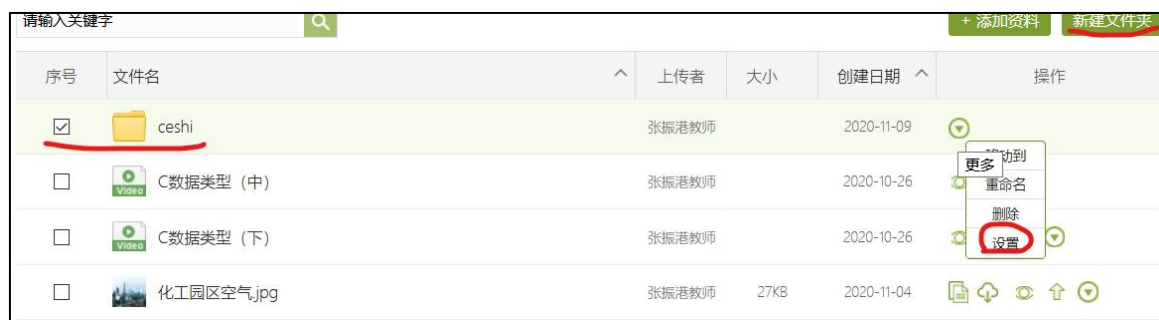 请输入关键字 + 添加资料 新建文件夹
序号 文件名 上传者 大小 创建日期 操作
ceshi 张振港教师 2020-11-09
移动到
更多
Video C数据类型（中） 张振港教师 2020-10-26 重命名
删除
Video C数据类型（下） 张振港教师 2020-10-26 设置
化工园区空气.jpg 张振港教师 27KB 2020-11-04